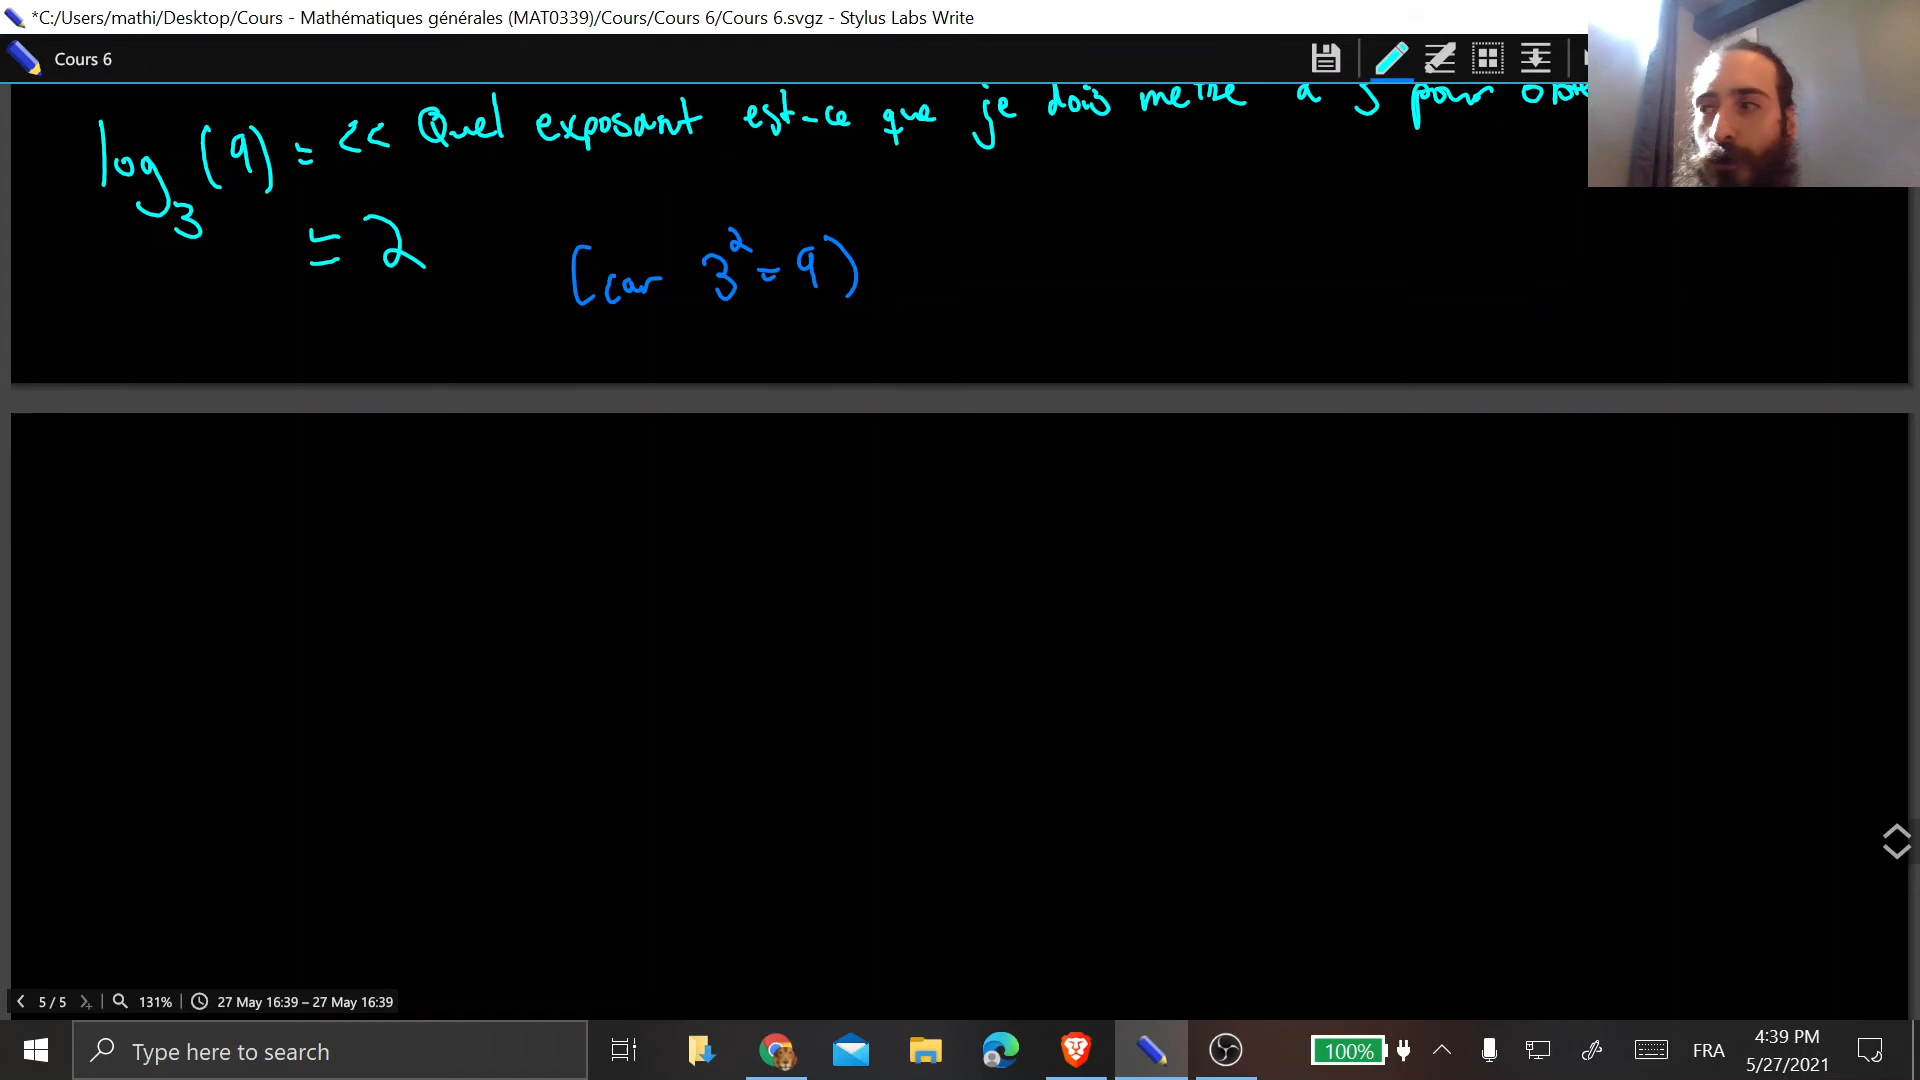 *C:/Users/mathi/Desktop/Cours - Mathématiques générales (MAT0339)/Cours/Cours 6/Cours 6.svgz - Stylus Labs Write
Cours 6
log₃(9) = << Quel exposant est-ce que je dois metre à 3 pour
= 2 (car 3² = 9)
5 / 5 131% 27 May 16:39 – 27 May 16:39
Type here to search
100% FRA
4:39 PM
5/27/2021